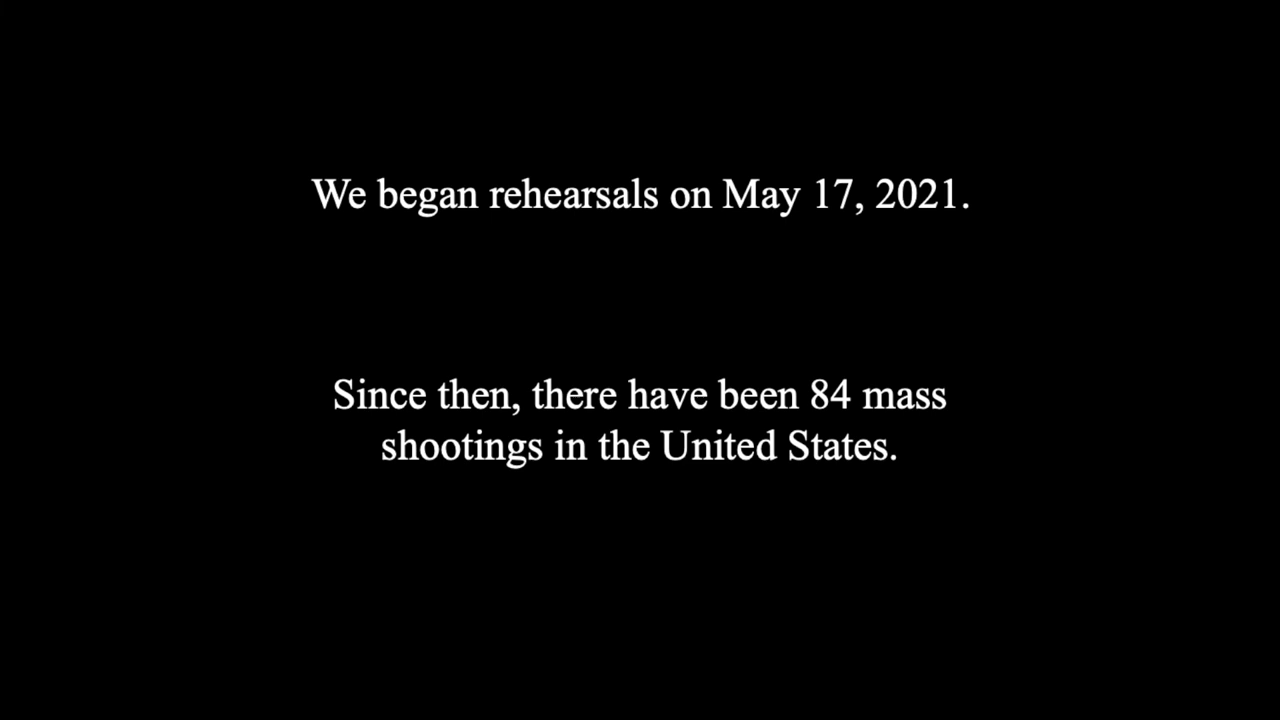 We began rehearsals on May 17, 2021.
Since then, there have been 84 mass
shootings in the United States.